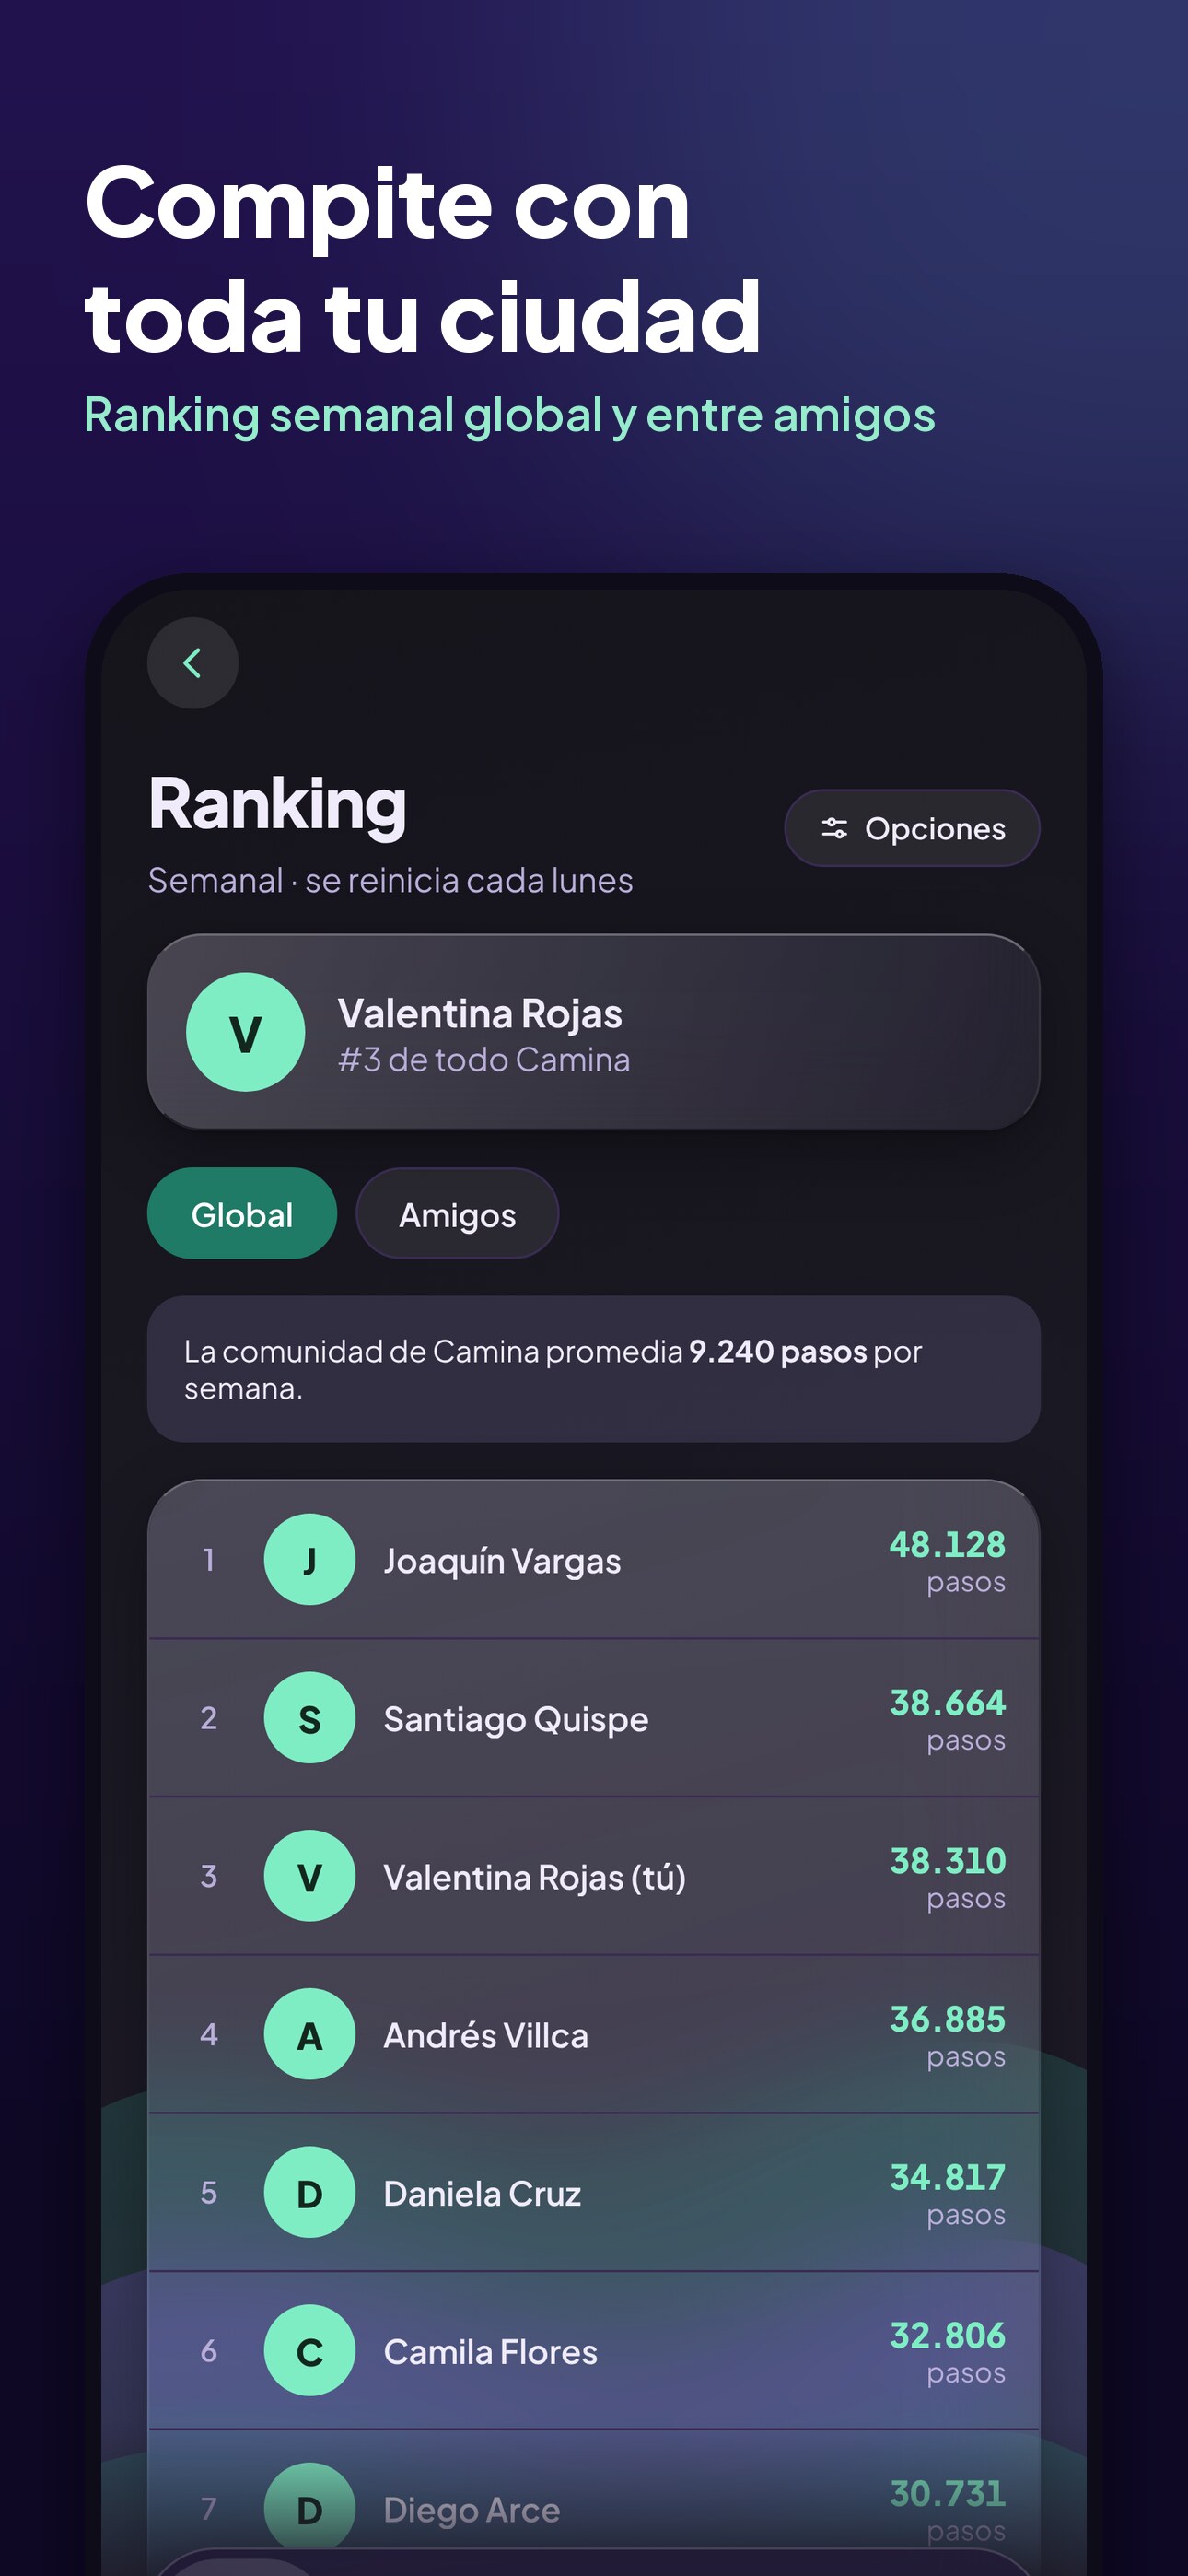 Compite con
toda tu ciudad
Ranking semanal global y entre amigos
Ranking
Opciones
Semanal · se reinicia cada lunes
V
Valentina Rojas
#3 de todo Camina
Global
Amigos
La comunidad de Camina promedia 9.240 pasos por
semana.
1 J Joaquín Vargas 48.128
pasos
2 S Santiago Quispe 38.664
pasos
3 V Valentina Rojas (tú) 38.310
pasos
4 A Andrés Villca 36.885
pasos
5 D Daniela Cruz 34.817
pasos
6 C Camila Flores 32.806
pasos
7 D Diego Arce 30.731
pasos